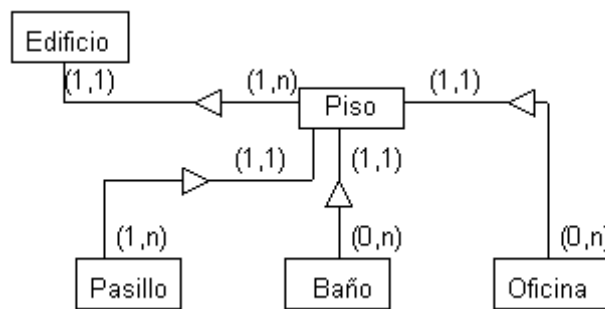 Edificio
(1,1) (1,n) (1,1)
Piso
(1,1) (1,1)
(1,n) (0,n) (0,n)
Pasillo Baño Oficina